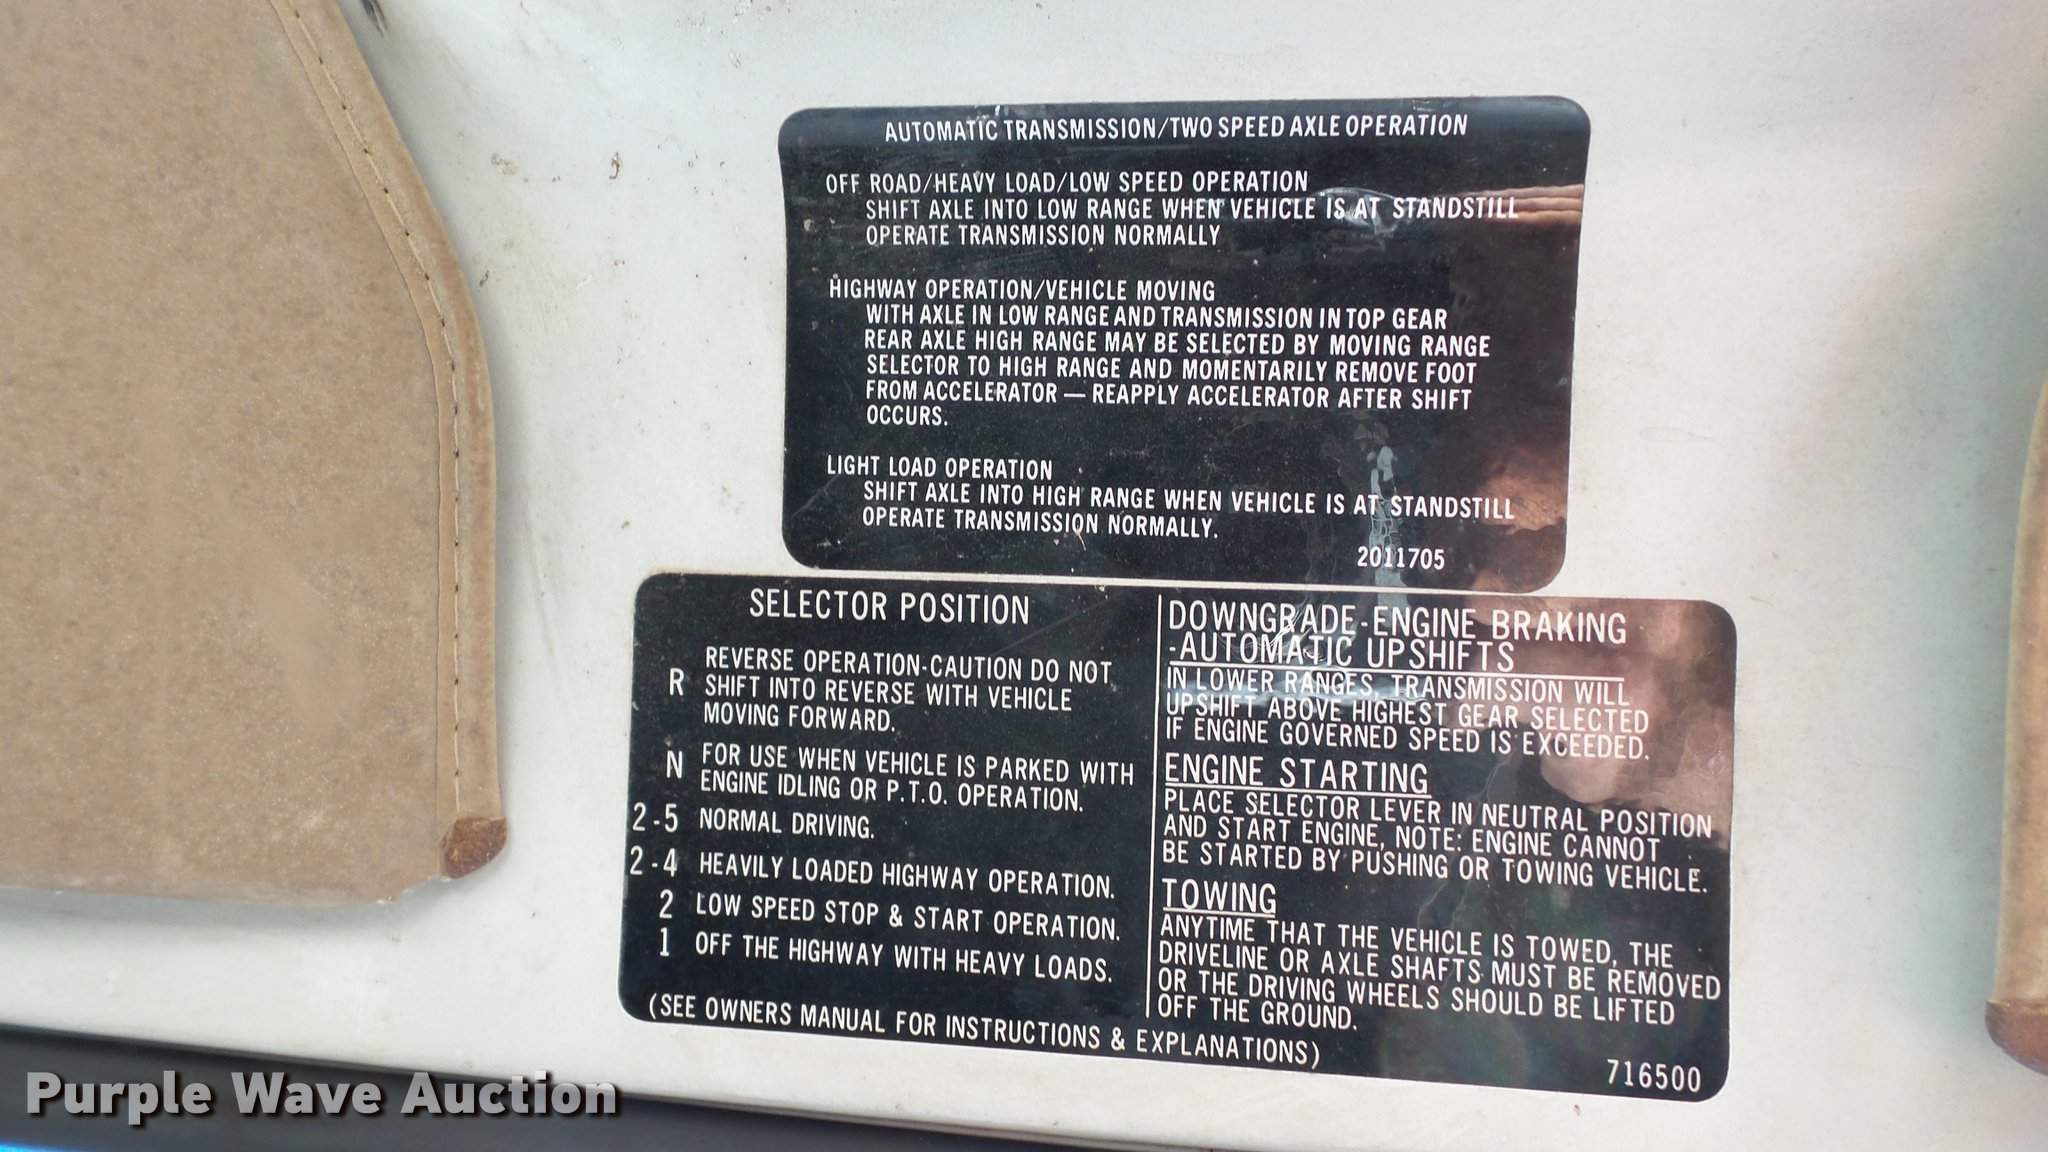 AUTOMATIC TRANSMISSION/TWO SPEED AXLE OPERATION
OFF ROAD/HEAVY LOAD/LOW SPEED OPERATION
SHIFT AXLE INTO LOW RANGE WHEN VEHICLE IS AT STANDSTILL
OPERATE TRANSMISSION NORMALLY
HIGHWAY OPERATION/VEHICLE MOVING
WITH AXLE IN LOW RANGE AND TRANSMISSION IN TOP GEAR
REAR AXLE HIGH RANGE MAY BE SELECTED BY MOVING RANGE
SELECTOR TO HIGH RANGE AND MOMENTARILY REMOVE FOOT
FROM ACCELERATOR — REAPPLY ACCELERATOR AFTER SHIFT
OCCURS.
LIGHT LOAD OPERATION
SHIFT AXLE INTO HIGH RANGE WHEN VEHICLE IS AT STANDSTILL
OPERATE TRANSMISSION NORMALLY.
2011705
SELECTOR POSITION
R REVERSE OPERATION-CAUTION DO NOT
SHIFT INTO REVERSE WITH VEHICLE
MOVING FORWARD.
N FOR USE WHEN VEHICLE IS PARKED WITH
ENGINE IDLING OR P.T.O. OPERATION.
2-5 NORMAL DRIVING.
2-4 HEAVILY LOADED HIGHWAY OPERATION.
2 LOW SPEED STOP & START OPERATION.
1 OFF THE HIGHWAY WITH HEAVY LOADS.
(SEE OWNERS MANUAL FOR INSTRUCTIONS & EXPLANATIONS)
DOWNGRADE-ENGINE BRAKING
-AUTOMATIC UPSHIFTS
IN LOWER RANGES, TRANSMISSION WILL
UPSHIFT ABOVE HIGHEST GEAR SELECTED
IF ENGINE GOVERNED SPEED IS EXCEEDED.
ENGINE STARTING
PLACE SELECTOR LEVER IN NEUTRAL POSITION
AND START ENGINE, NOTE: ENGINE CANNOT
BE STARTED BY PUSHING OR TOWING VEHICLE.
TOWING
ANYTIME THAT THE VEHICLE IS TOWED, THE
DRIVELINE OR AXLE SHAFTS MUST BE REMOVED
OR THE DRIVING WHEELS SHOULD BE LIFTED
OFF THE GROUND.
716500
Purple Wave Auction